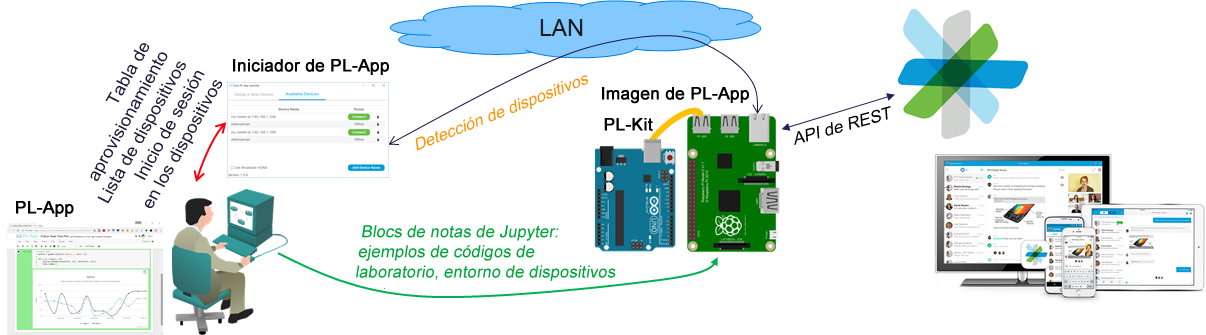 LAN
Tabla de
aprovisionamiento
Lista de dispositivos
Inicio de sesión
en los dispositivos
Iniciador de PL-App
Setup a New Device
Available Devices
Device Name
Status
Connect
Offline
Connect
Offline
Add Device Name
Detección de dispositivos
Imagen de PL-App
PL-Kit
API de REST
ARDUINO
UNO
PL-App
Blocs de notas de Jupyter:
ejemplos de códigos de
laboratorio, entorno de dispositivos